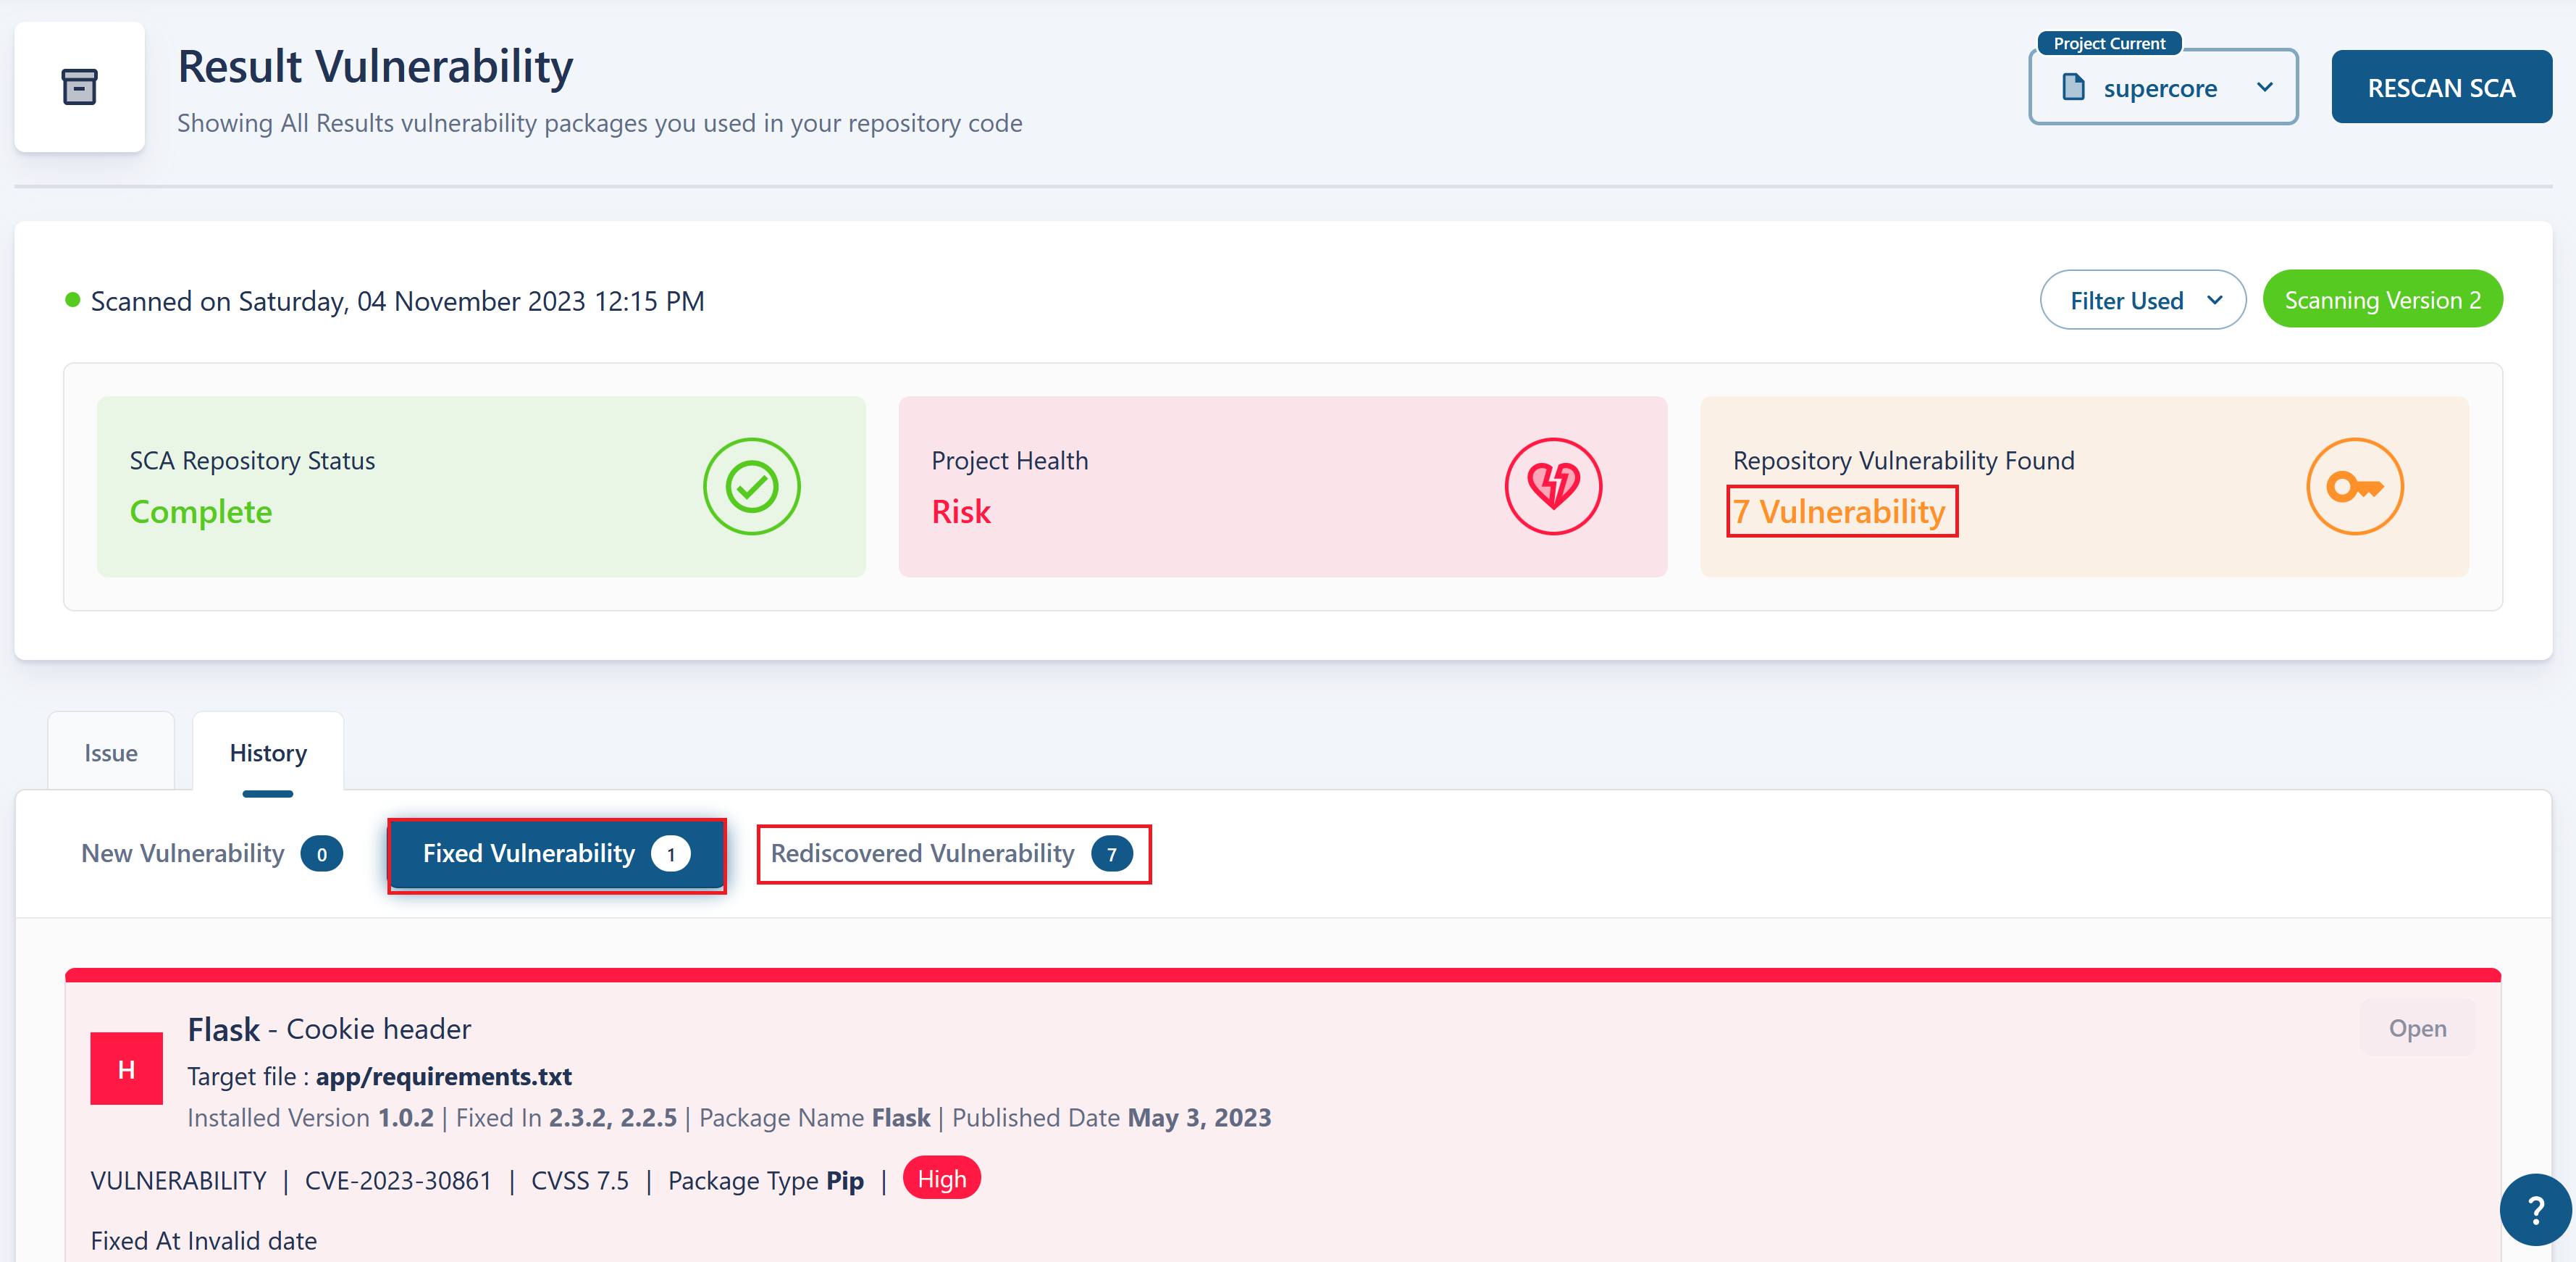 Result Vulnerability
Showing All Results vulnerability packages you used in your repository code
Project Current
supercore
RESCAN SCA
Scanned on Saturday, 04 November 2023 12:15 PM
Filter Used
Scanning Version 2
SCA Repository Status
Complete
Project Health
Risk
Repository Vulnerability Found
7 Vulnerability
Issue
History
New Vulnerability 0
Fixed Vulnerability 1
Rediscovered Vulnerability 7
H
Flask - Cookie header
Open
Target file : app/requirements.txt
Installed Version 1.0.2 | Fixed In 2.3.2, 2.2.5 | Package Name Flask | Published Date May 3, 2023
VULNERABILITY | CVE-2023-30861 | CVSS 7.5 | Package Type Pip | High
Fixed At Invalid date
?